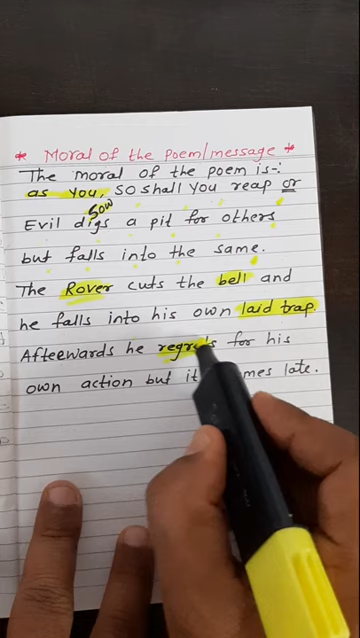 * Moral of the poem/message *
The moral of the poem is-:
as you, so shall you reap or
sow
Evil digs a pit for others
but falls into the same.
The Rover cuts the bell and
he falls into his own laid trap.
Afterwards he regrets for his
own action but it late.